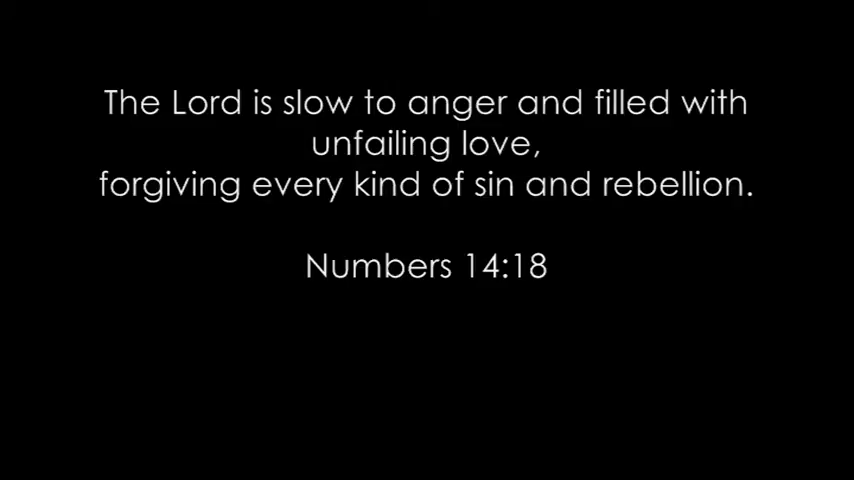 The Lord is slow to anger and filled with
unfailing love,
forgiving every kind of sin and rebellion.
Numbers 14:18